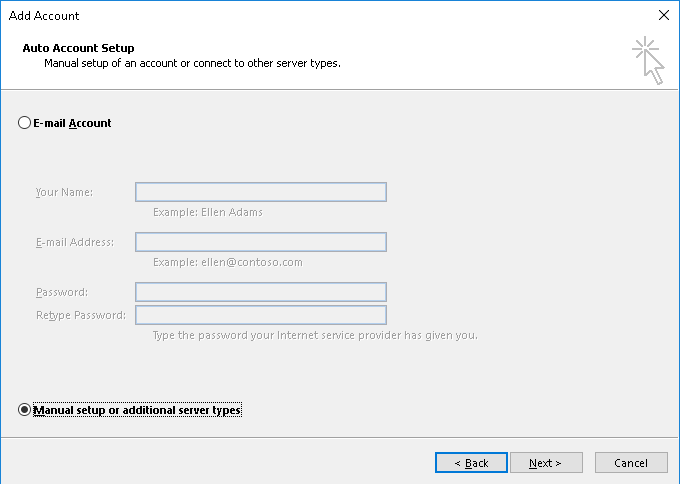 Add Account
Auto Account Setup
Manual setup of an account or connect to other server types.
E-mail Account
Your Name:
Example: Ellen Adams
E-mail Address:
Example: ellen@contoso.com
Password:
Retype Password:
Type the password your Internet service provider has given you.
Manual setup or additional server types
< Back Next > Cancel